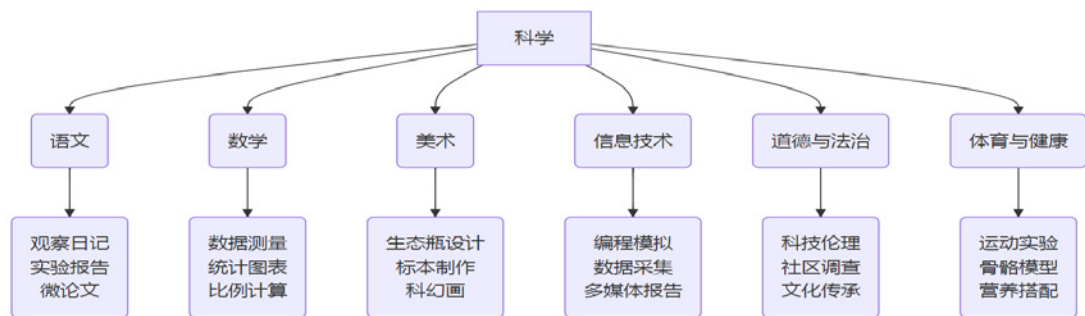 科学
语文
数学
美术
信息技术
道德与法治
体育与健康
观察日记
实验报告
微论文
数据测量
统计图表
比例计算
生态瓶设计
标本制作
科幻画
编程模拟
数据采集
多媒体报告
科技伦理
社区调查
文化传承
运动实验
骨骼模型
营养搭配